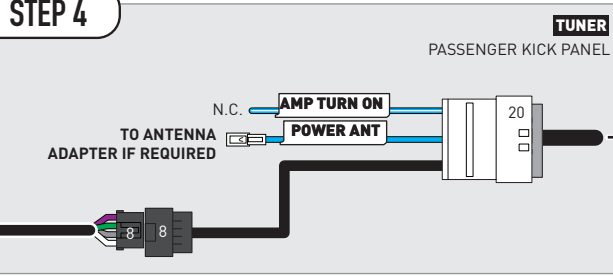 STEP 4
TUNER
PASSENGER KICK PANEL
N.C.
AMP TURN ON
20
TO ANTENNA
ADAPTER IF REQUIRED
POWER ANT
8
8